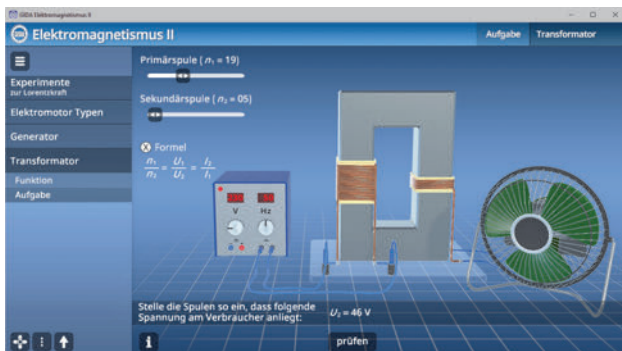 GIDA Elektromagnetismus II
Elektromagnetismus II
Aufgabe Transformator
Experimente
zur Lorentzkraft
Elektromotor Typen
Generator
Transformator
Funktion
Aufgabe
Primärspule ( n₁ = 19)
Sekundärspule ( n₂ = 05)
Formel
n₁/n₂ = U₁/U₂ = I₂/I₁
V Hz
Stelle die Spulen so ein, dass folgende
Spannung am Verbraucher anliegt:
U₂ = 46 V
i
prüfen